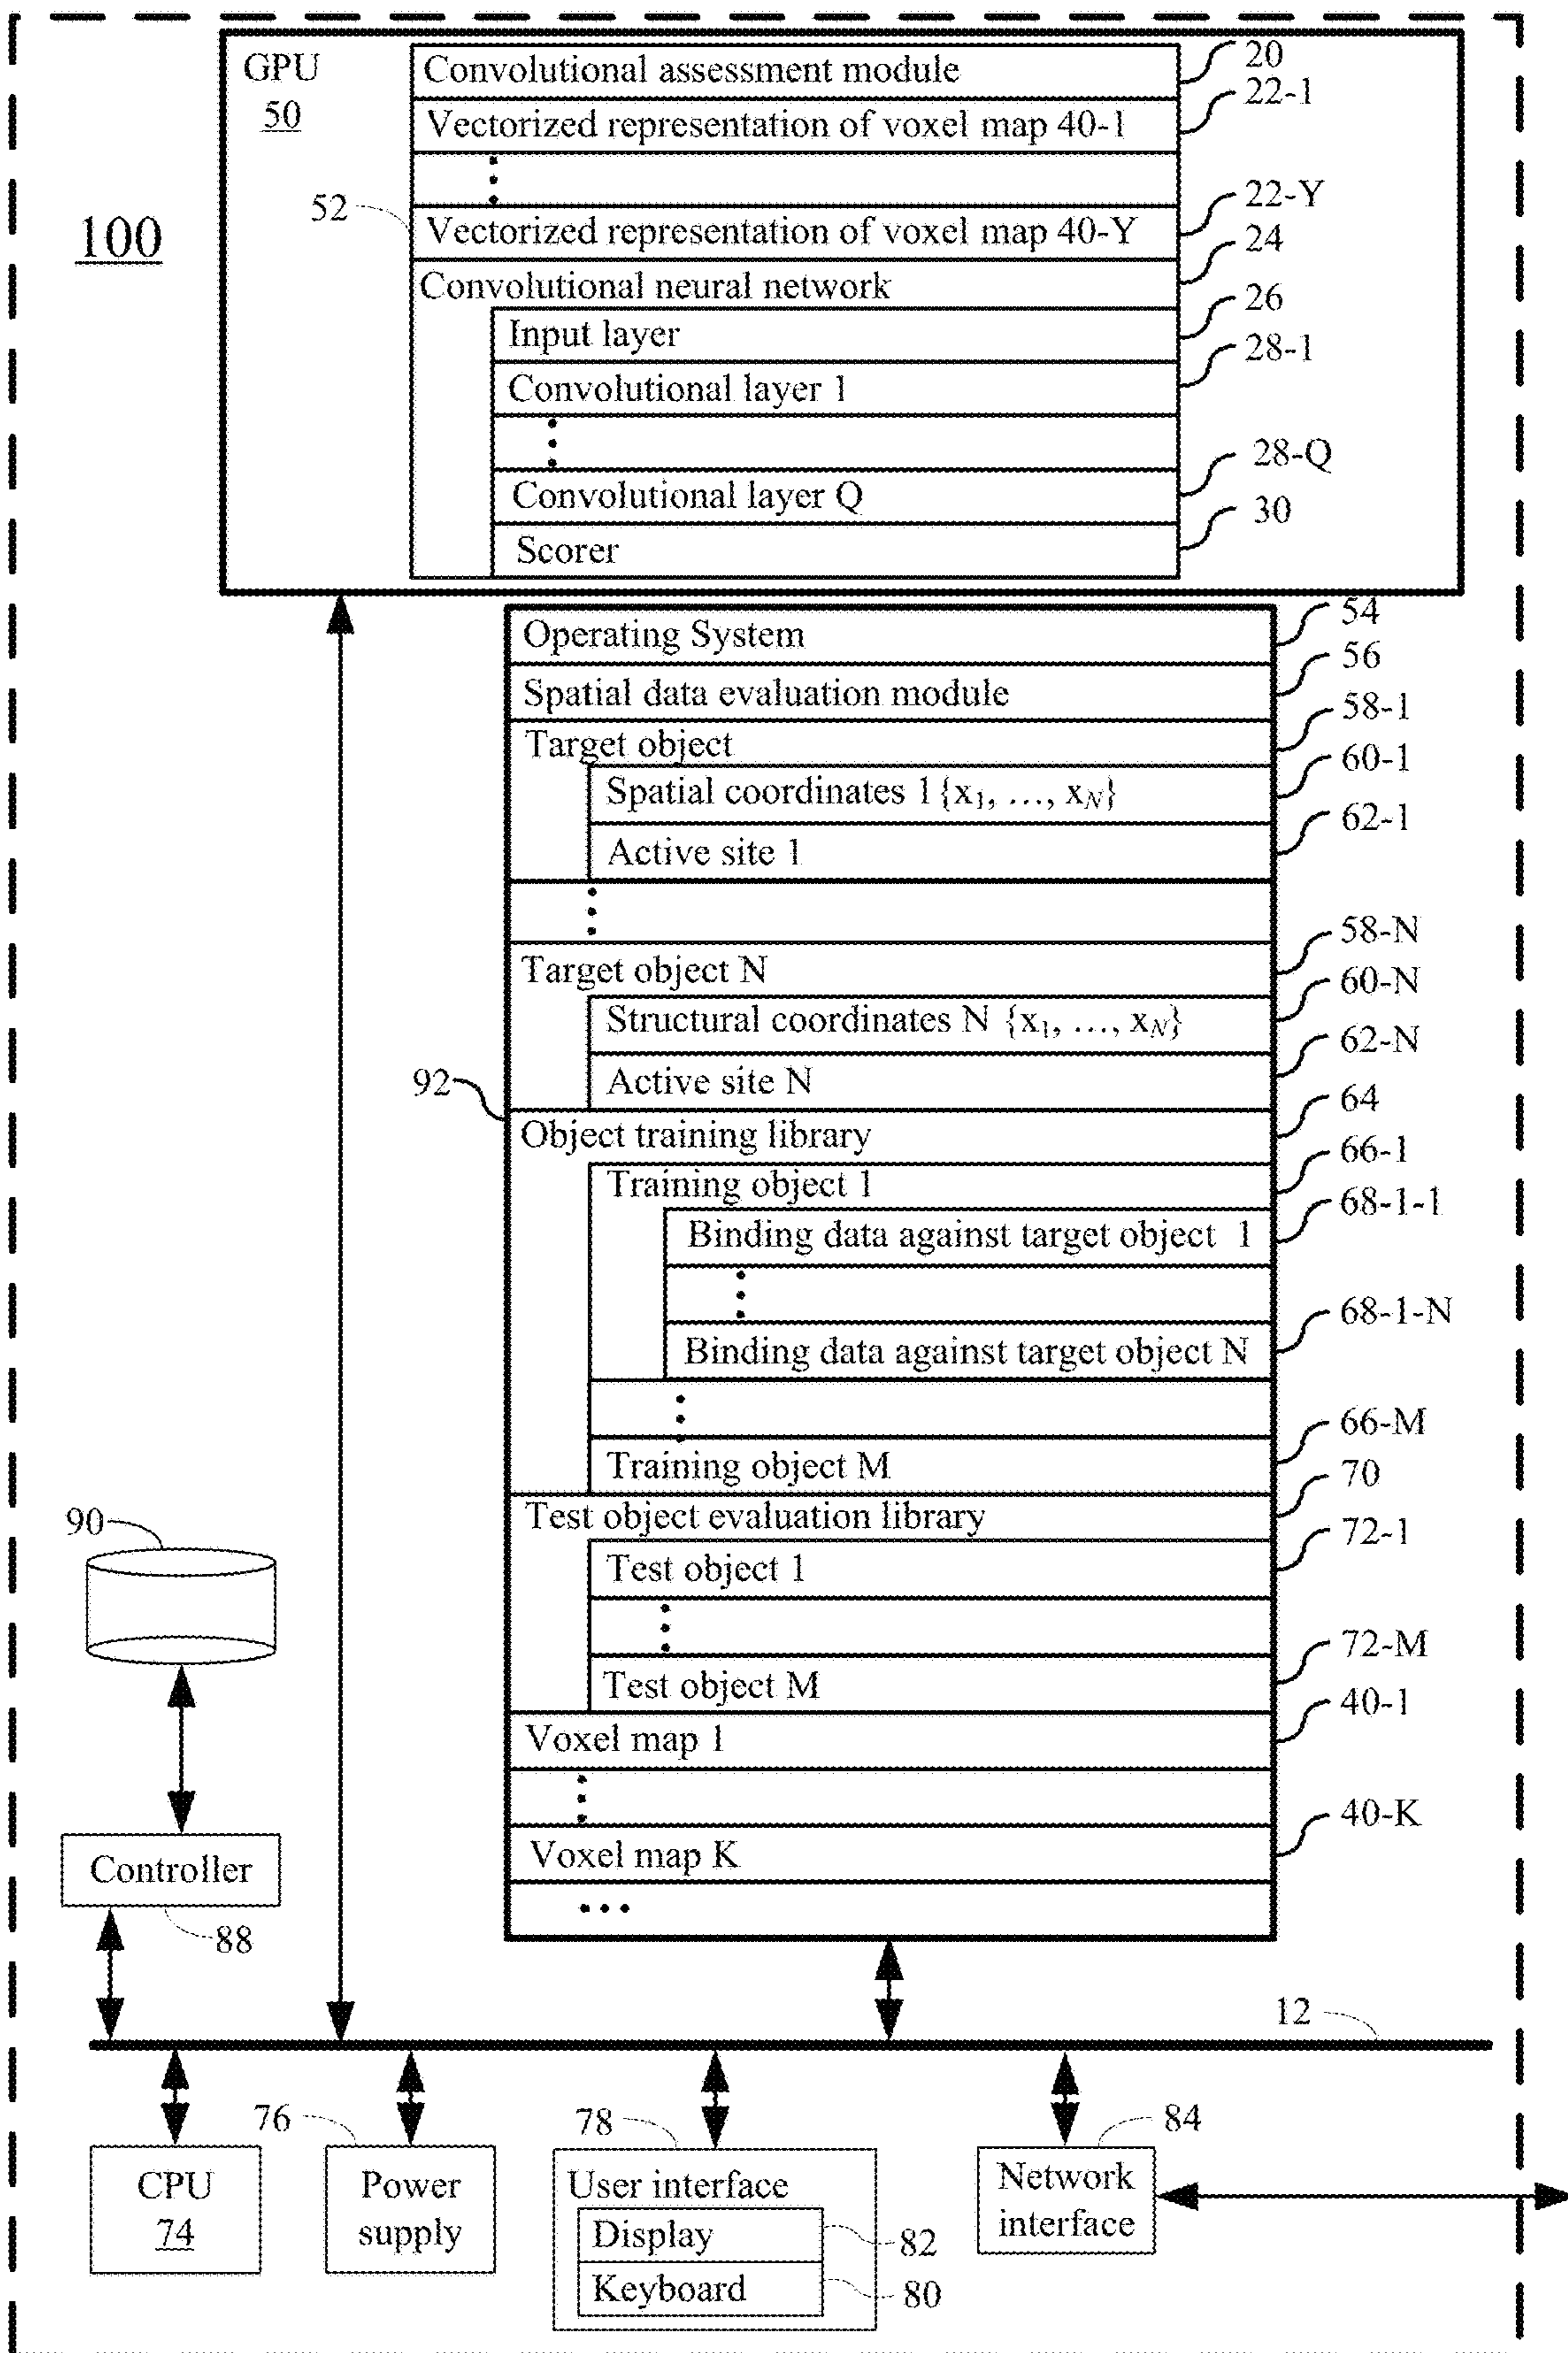 GPU
50
100
52
Convolutional assessment module
20
Vectorized representation of voxel map 40-1
22-1
Vectorized representation of voxel map 40-Y
22-Y
Convolutional neural network
24
Input layer
26
Convolutional layer 1
28-1
Convolutional layer Q
28-Q
Scorer
30
Operating System
54
Spatial data evaluation module
56
Target object
58-1
Spatial coordinates 1 {x₁, …, x_N}
60-1
Active site 1
62-1
Target object N
58-N
Structural coordinates N {x₁, …, x_N}
60-N
Active site N
62-N
92
Object training library
64
Training object 1
66-1
Binding data against target object 1
68-1-1
Binding data against target object N
68-1-N
Training object M
66-M
Test object evaluation library
70
Test object 1
72-1
Test object M
72-M
Voxel map 1
40-1
Voxel map K
40-K
• • •
90
Controller
88
12
CPU
74
76
Power
supply
78
User interface
Display
82
Keyboard
80
84
Network
interface